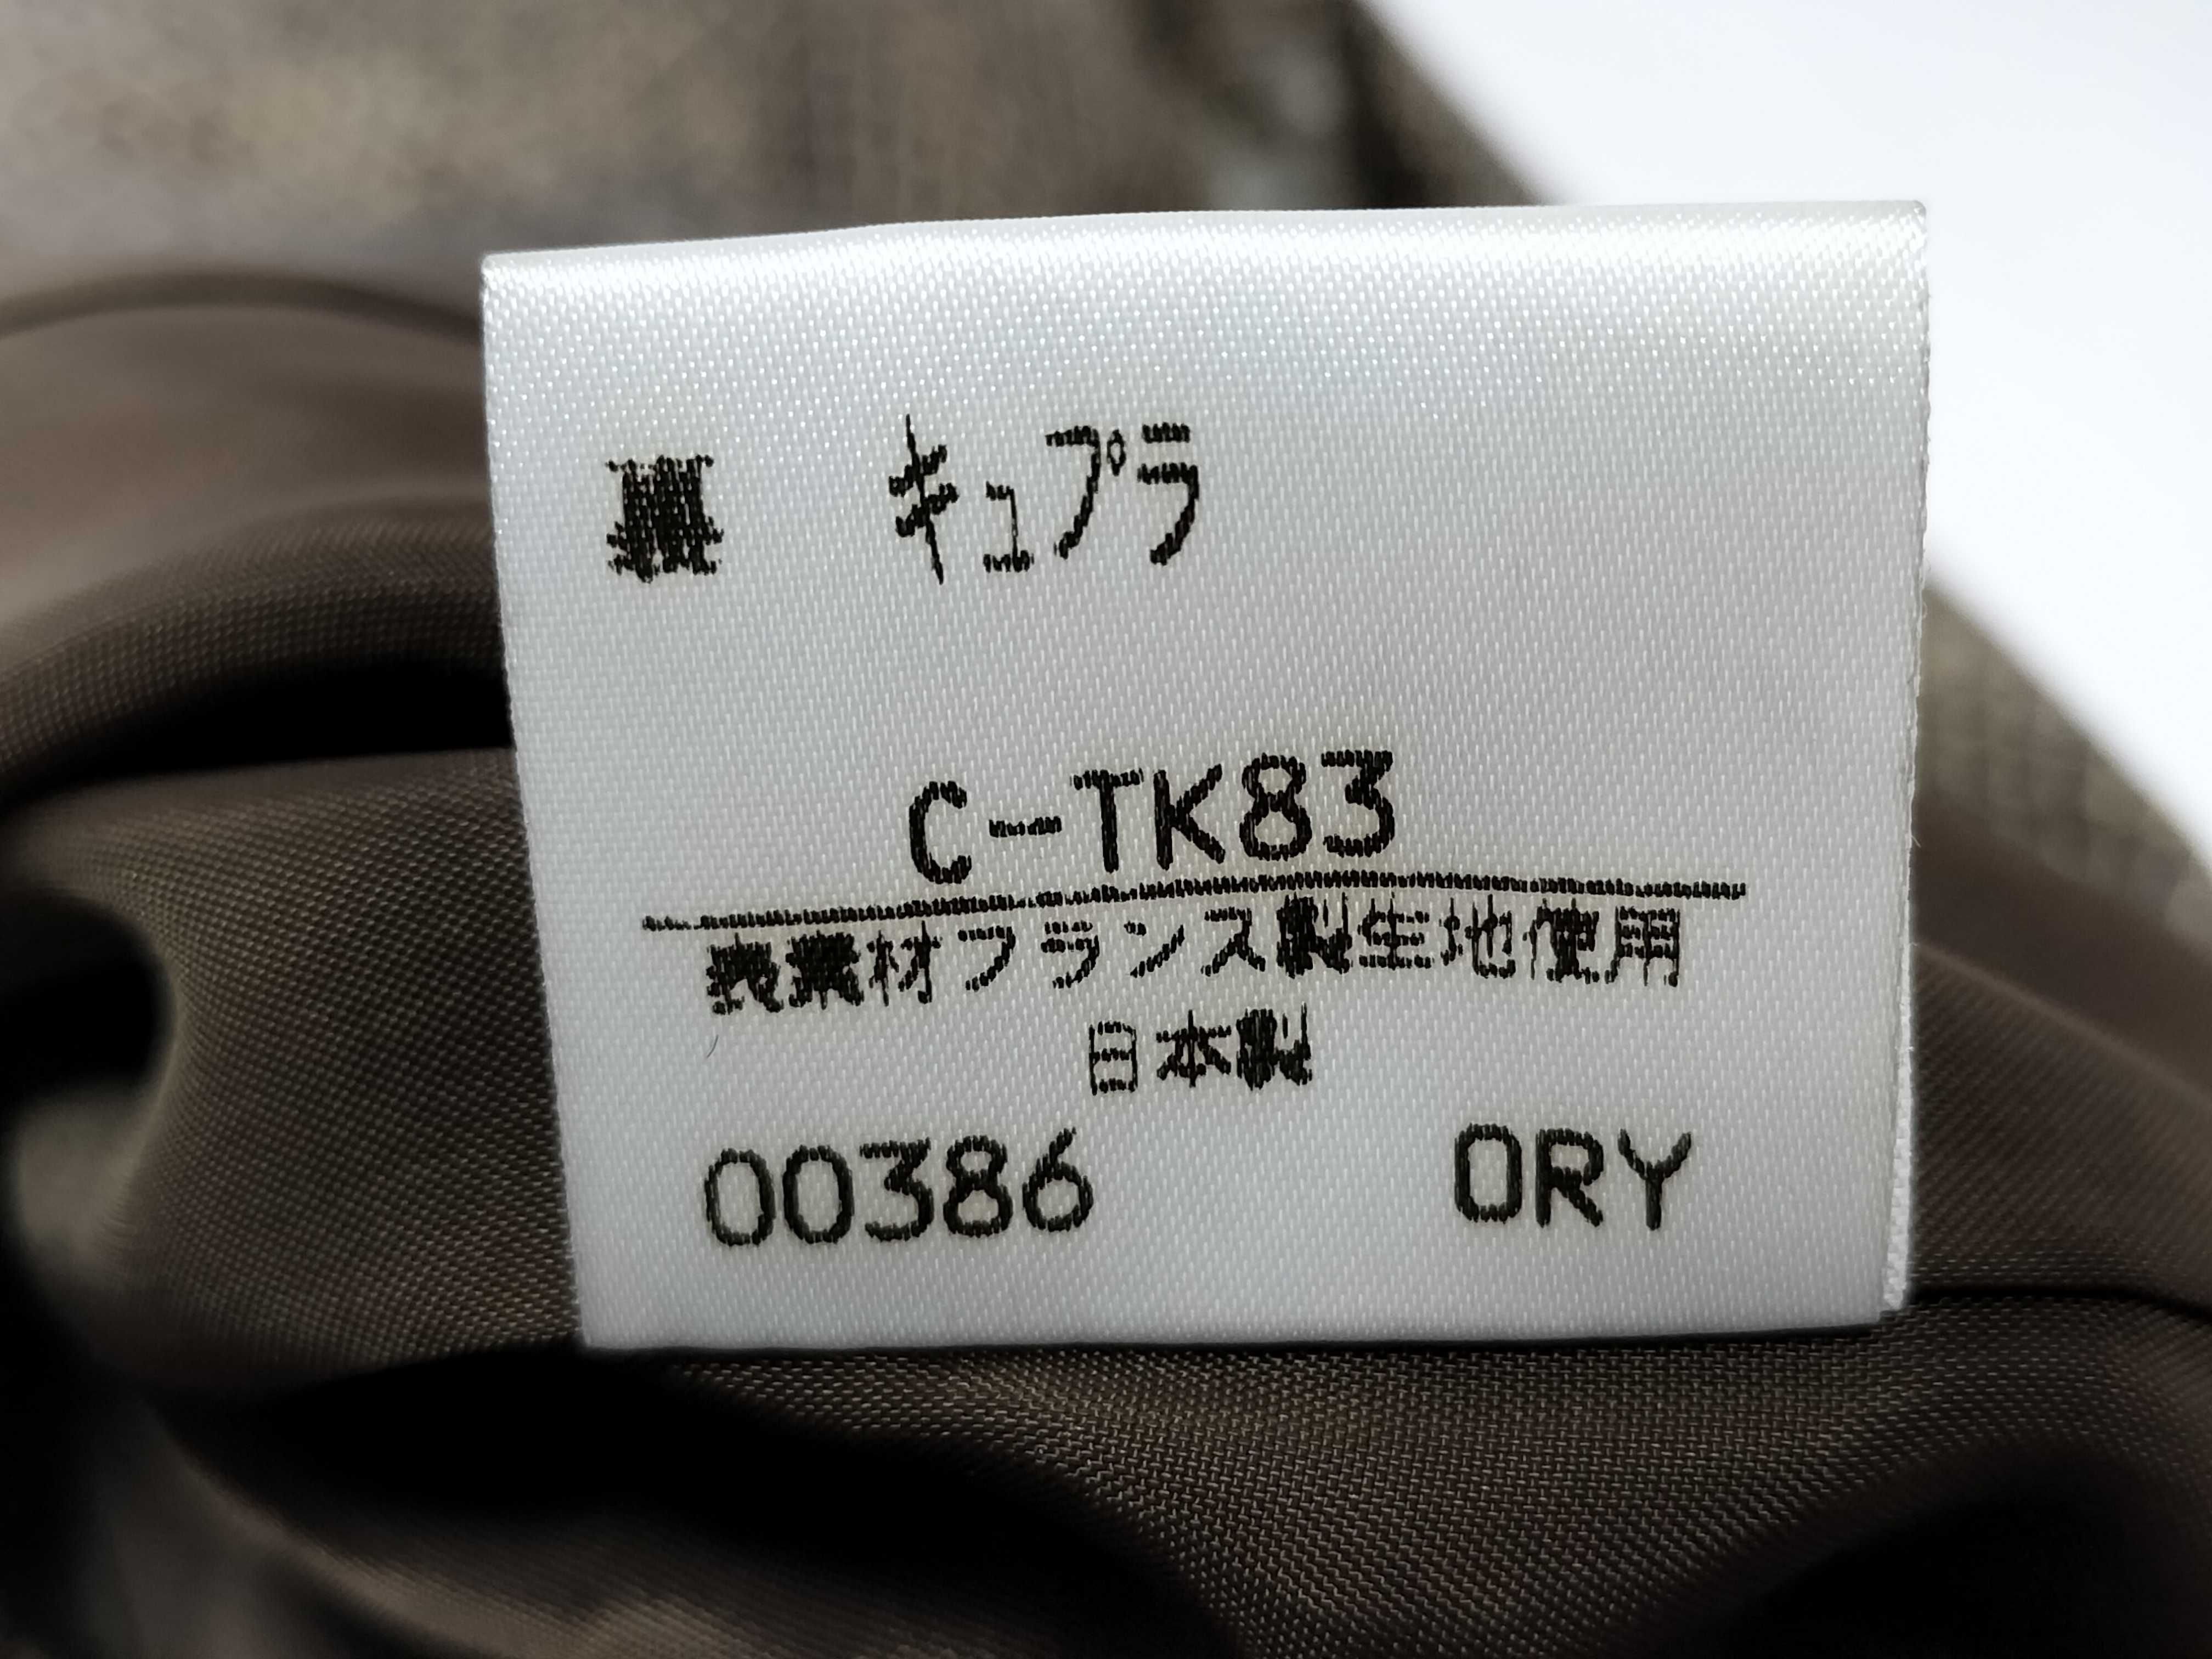 裏 キュプラ
C-TK83
表素材フランス製生地使用
日本製
00386 ORY